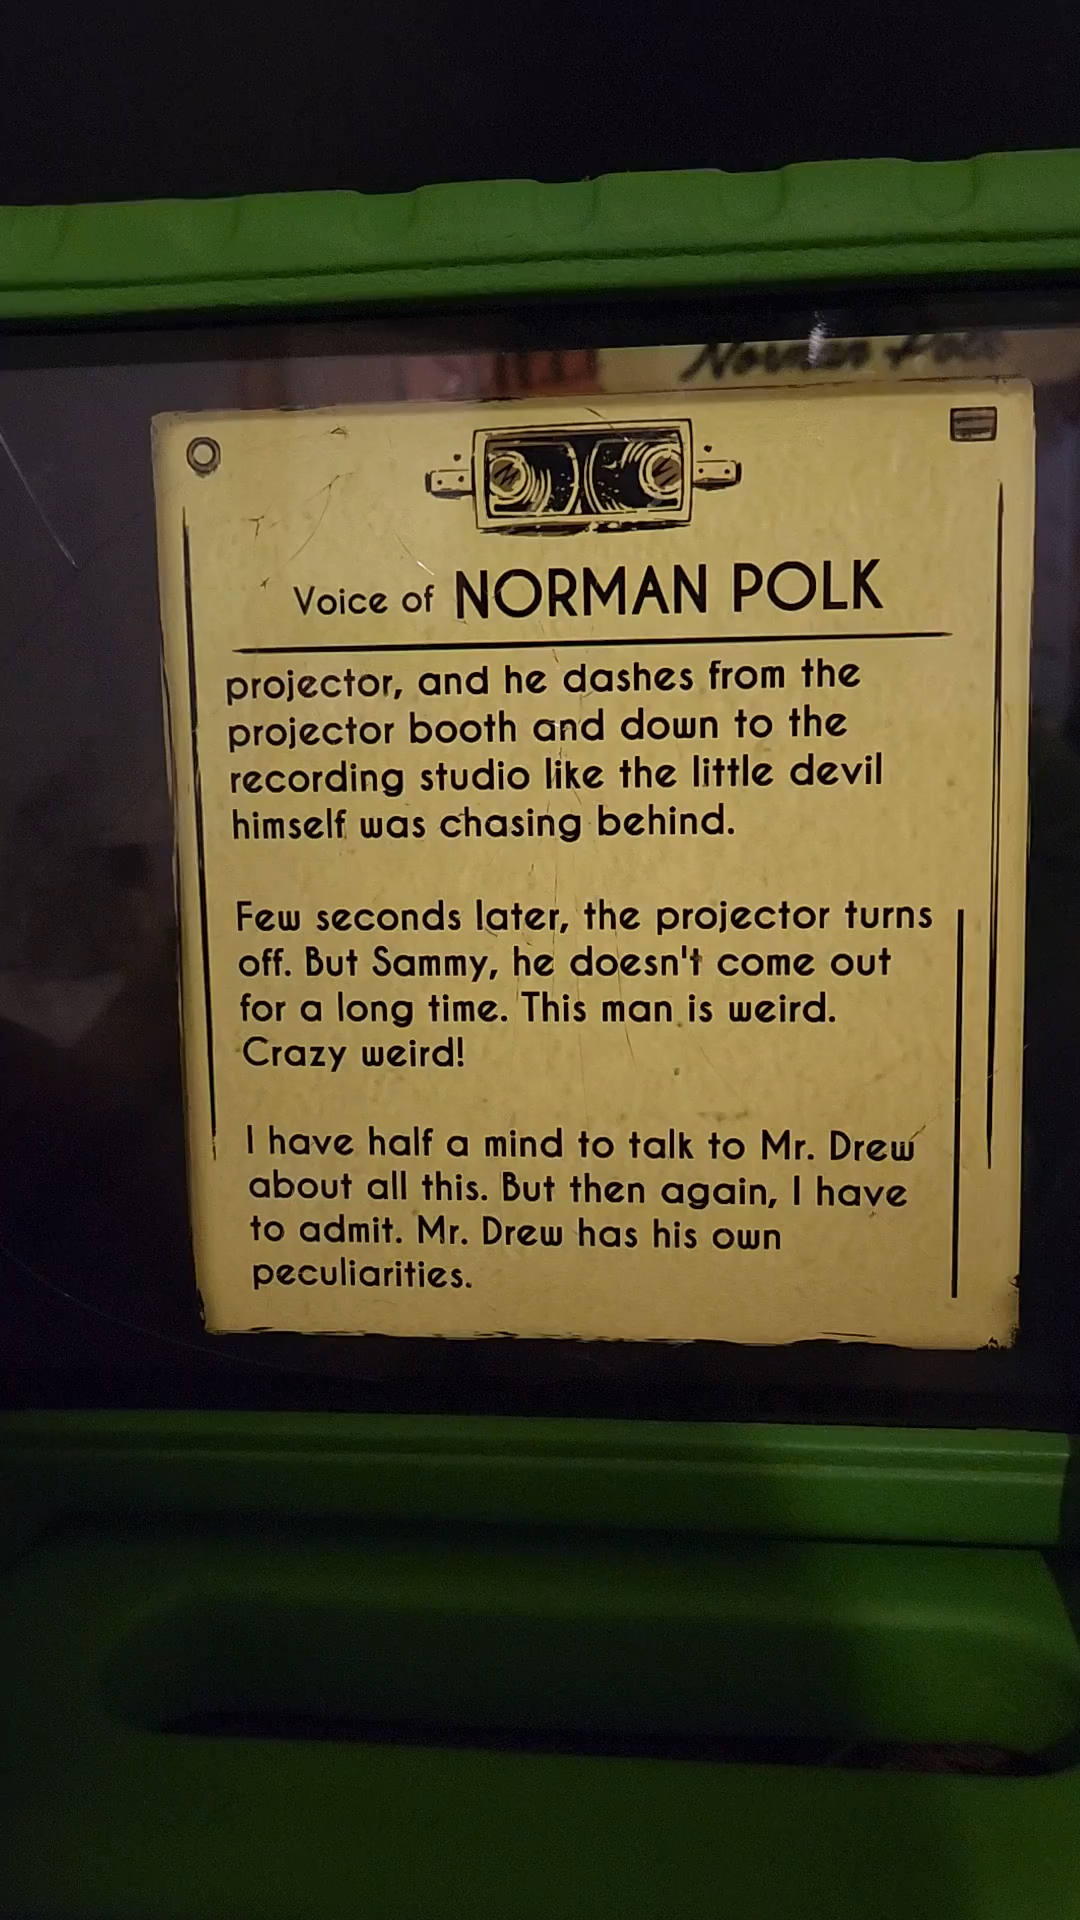 Norman Polk
Voice of NORMAN POLK
projector, and he dashes from the
projector booth and down to the
recording studio like the little devil
himself was chasing behind.
Few seconds later, the projector turns
off. But Sammy, he doesn't come out
for a long time. This man is weird.
Crazy weird!
I have half a mind to talk to Mr. Drew
about all this. But then again, I have
to admit. Mr. Drew has his own
peculiarities.